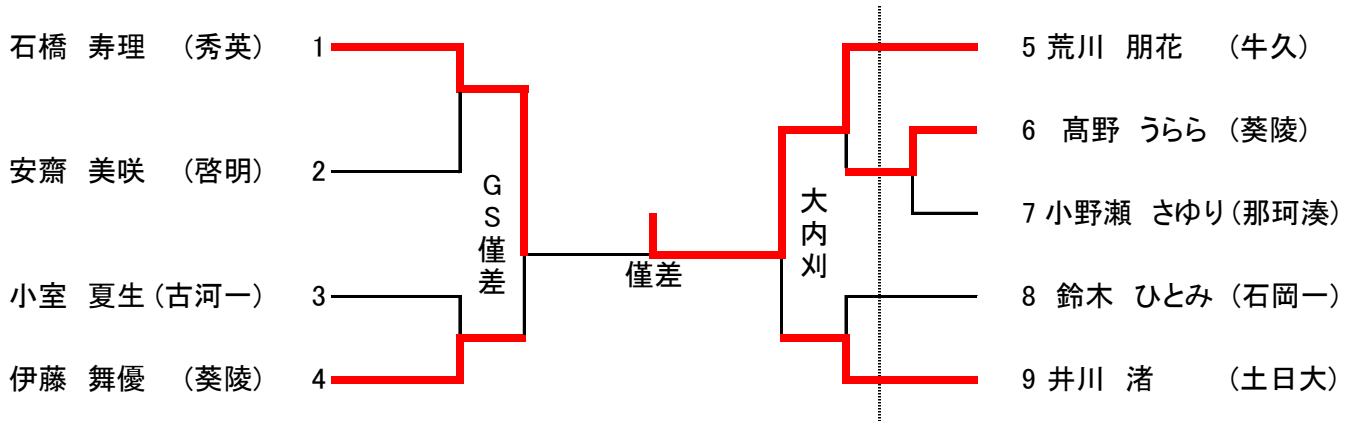 石橋 寿理 (秀英) 1
安齋 美咲 (啓明) 2
小室 夏生 (古河一) 3
伊藤 舞優 (葵陵) 4
GS僅差
僅差
大内刈
5 荒川 朋花 (牛久)
6 髙野 うらら (葵陵)
7 小野瀬 さゆり (那珂湊)
8 鈴木 ひとみ (石岡一)
9 井川 渚 (土日大)